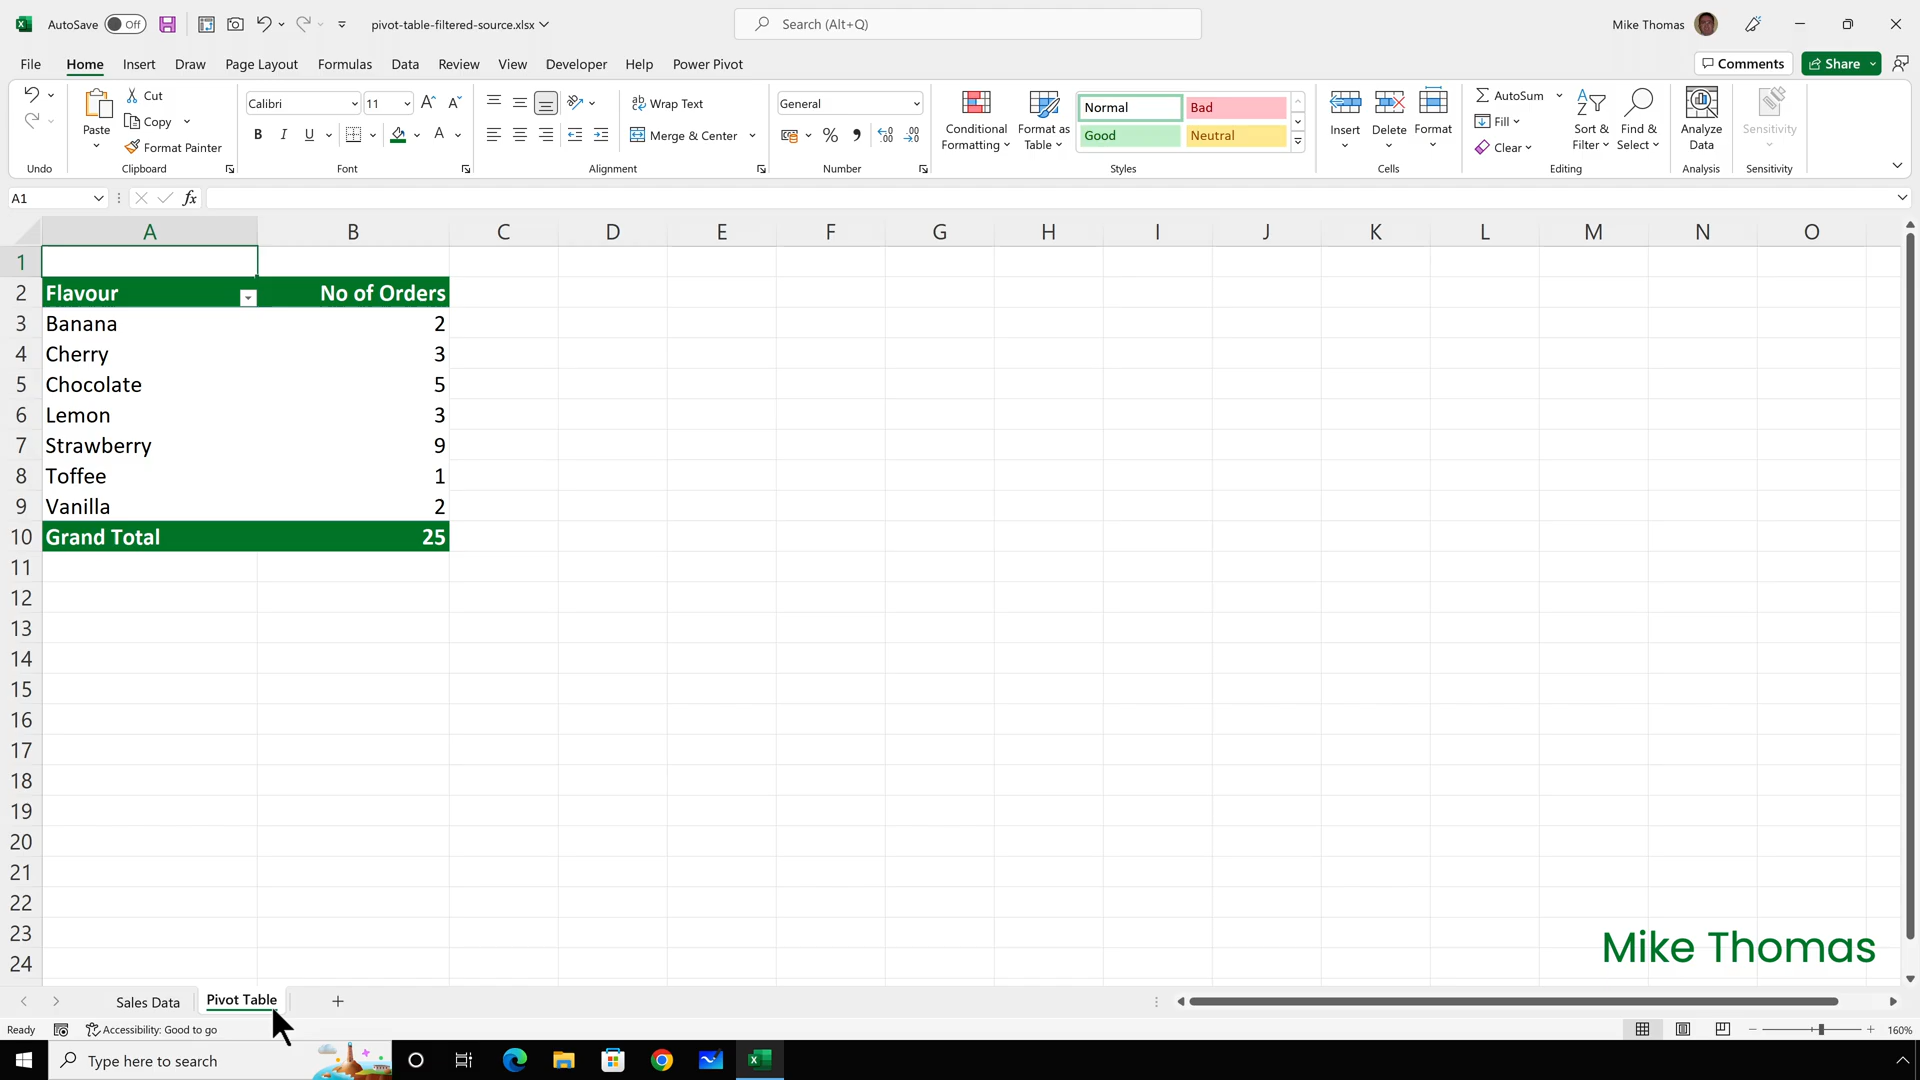 AutoSave Off pivot-table-filtered-source.xlsx Search (Alt+Q) Mike Thomas
File Home Insert Draw Page Layout Formulas Data Review View Developer Help Power Pivot Comments Share
Cut
Copy
Format Painter
Paste
Calibri 11
B I U A
Wrap Text
Merge & Center
General
%
Conditional Formatting
Format as Table
Normal Bad
Good Neutral
Insert Delete Format
AutoSum
Fill
Clear
Sort & Filter
Find & Select
Analyze Data
Sensitivity
Undo Clipboard Font Alignment Number Styles Cells Editing Analysis Sensitivity
A1 fx
A B C D E F G H I J K L M N O
1
2 Flavour No of Orders
3 Banana 2
4 Cherry 3
5 Chocolate 5
6 Lemon 3
7 Strawberry 9
8 Toffee 1
9 Vanilla 2
10 Grand Total 25
11
12
13
14
15
16
17
18
19
20
21
22
23
Mike Thomas
24
Sales Data Pivot Table
Ready Accessibility: Good to go 160%
Type here to search